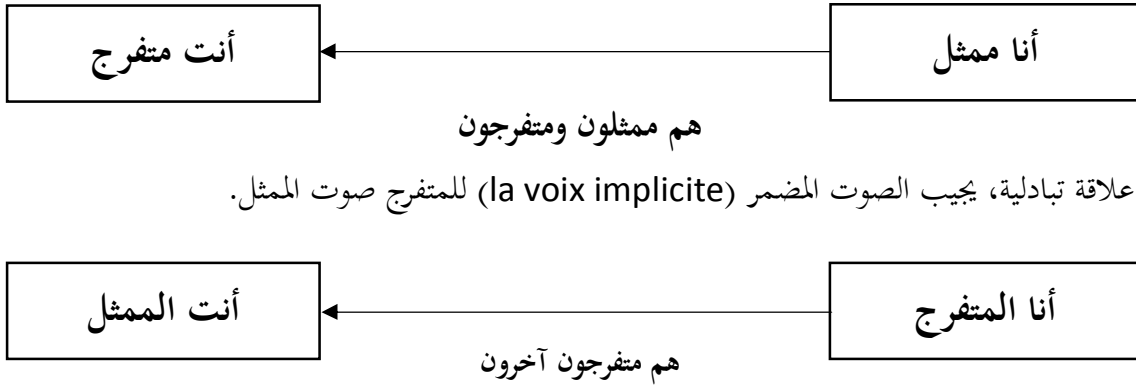 أنا ممثل
أنت متفرج
هم ممثلون ومتفرجون
علاقة تبادلية، يجيب الصوت المضمر (la voix implicite) للمتفرج صوت الممثل.
أنا المتفرج
أنت الممثل
هم متفرجون آخرون